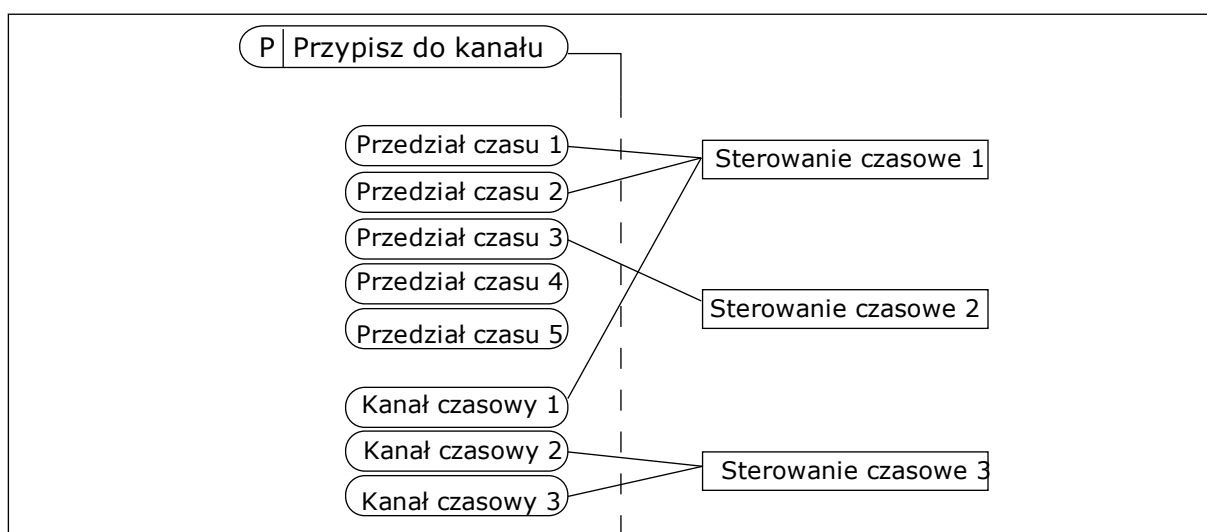 P Przypisz do kanału
Przedział czasu 1
Sterowanie czasowe 1
Przedział czasu 2
Przedział czasu 3
Przedział czasu 4
Sterowanie czasowe 2
Przedział czasu 5
Kanał czasowy 1
Kanał czasowy 2
Sterowanie czasowe 3
Kanał czasowy 3